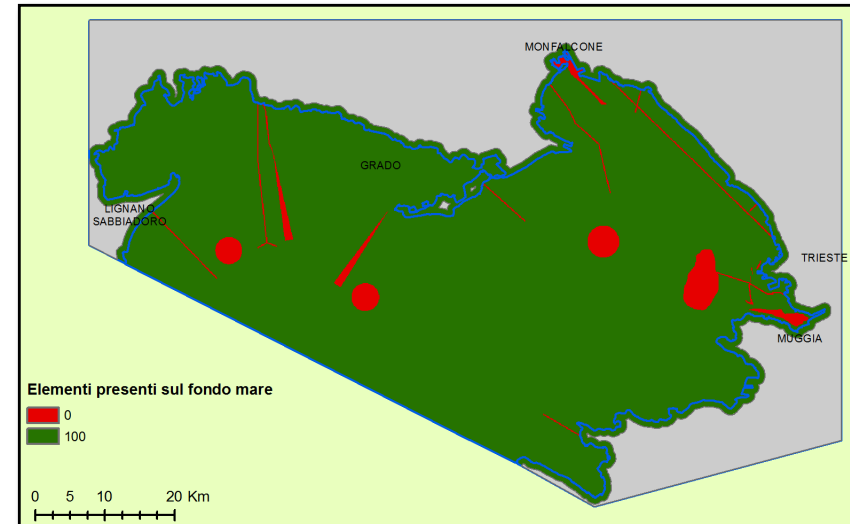 MONFALCONE
GRADO
LIGNANO
SABBIADORO
TRIESTE
MUGGIA
Elementi presenti sul fondo mare
0
100
0 5 10 20 Km